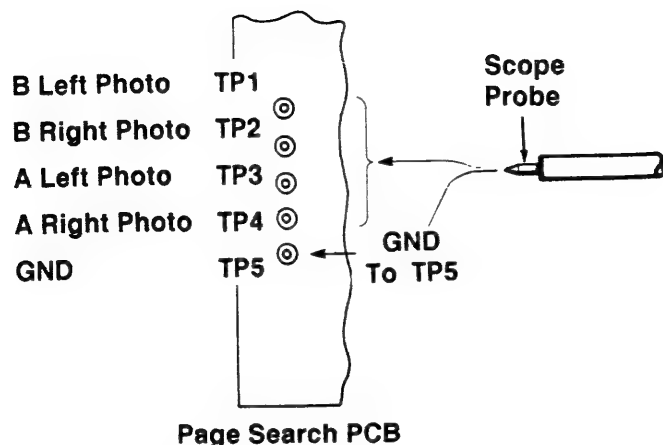 B Left Photo TP1
B Right Photo TP2
A Left Photo TP3
A Right Photo TP4
GND TP5
Scope
Probe
GND
To TP5
Page Search PCB